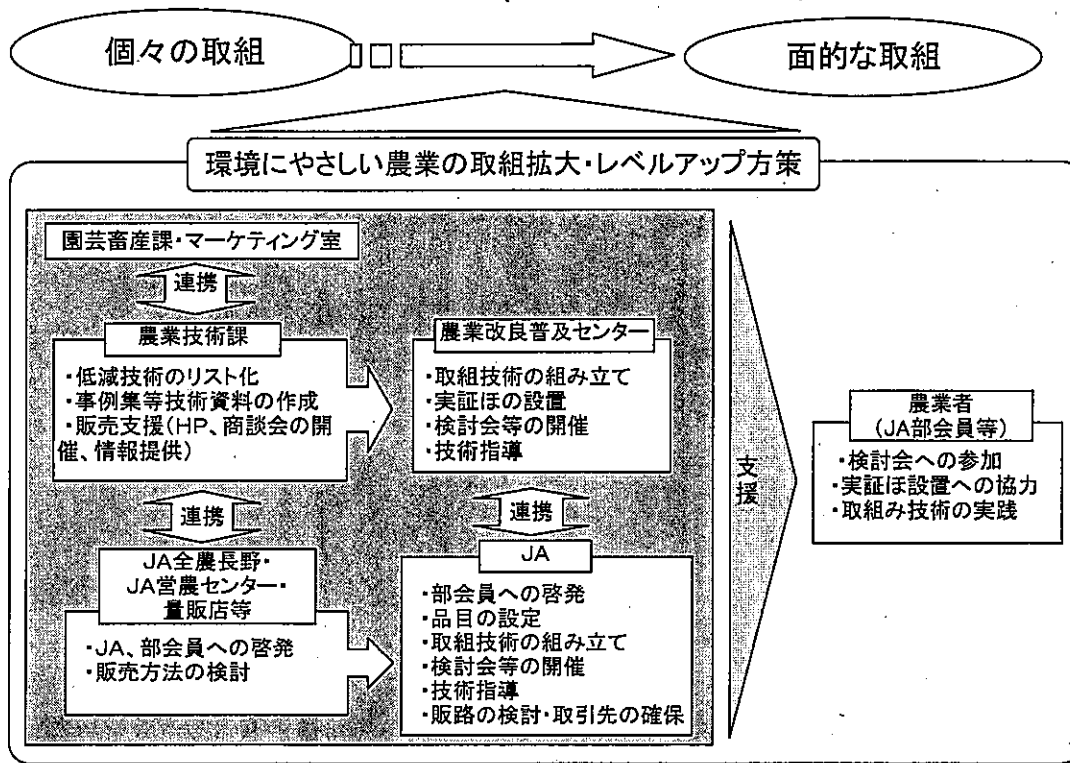 個々の取組
面的な取組
環境にやさしい農業の取組拡大・レベルアップ方策
園芸畜産課・マーケティング室
連携
農業技術課
・低減技術のリスト化
・事例集等技術資料の作成
・販売支援(HP、商談会の開
催、情報提供)
連携
JA全農長野・
JA営農センター・
量販店等
・JA、部会員への啓発
・販売方法の検討
農業改良普及センター
・取組技術の組み立て
・実証ほの設置
・検討会等の開催
・技術指導
連携
JA
・部会員への啓発
・品目の設定
・取組技術の組み立て
・検討会等の開催
・技術指導
・販路の検討・取引先の確保
支援
農業者
(JA部会員等)
・検討会への参加
・実証ほ設置への協力
・取組み技術の実践